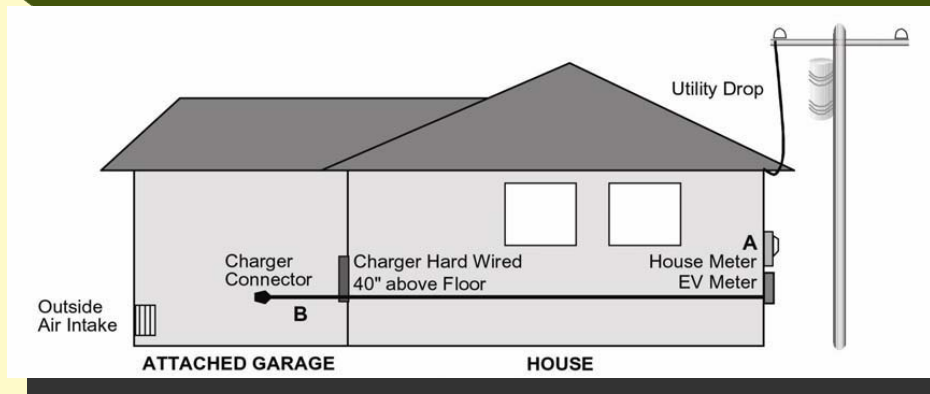 Utility Drop
A
House Meter
EV Meter
Charger
Connector
Charger Hard Wired
40" above Floor
B
Outside
Air Intake
ATTACHED GARAGE
HOUSE